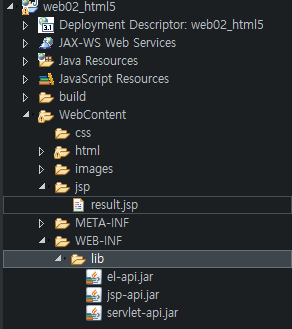 web02_html5
Deployment Descriptor: web02_html5
JAX-WS Web Services
Java Resources
JavaScript Resources
build
WebContent
css
html
images
jsp
result.jsp
META-INF
WEB-INF
lib
el-api.jar
jsp-api.jar
servlet-api.jar